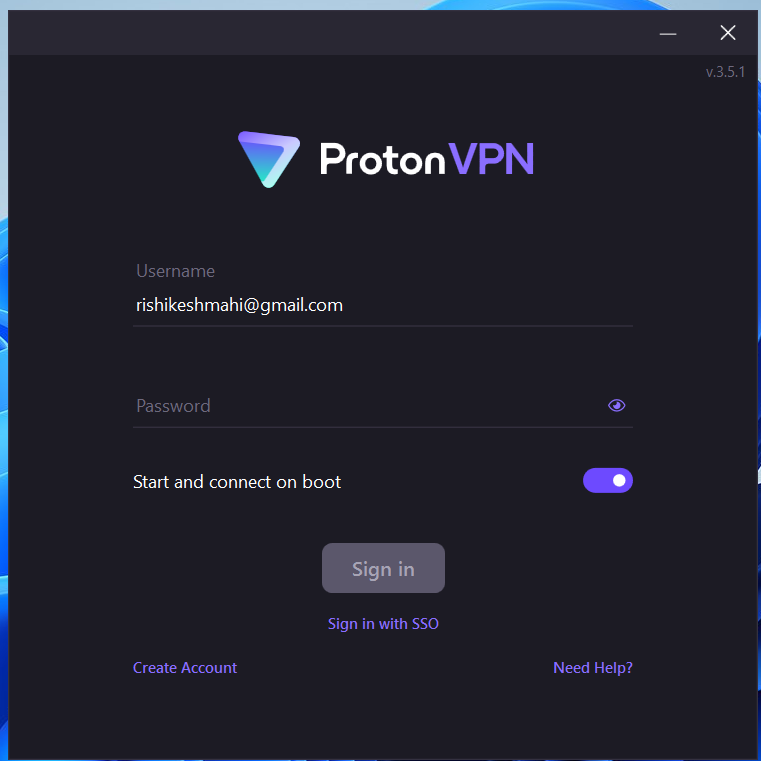 v.3.5.1
ProtonVPN
Username
rishikeshmahi@gmail.com
Password
Start and connect on boot
Sign in
Sign in with SSO
Create Account
Need Help?